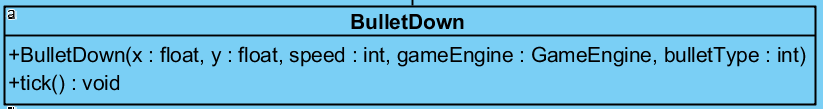 a
BulletDown
+BulletDown(x : float, y : float, speed : int, gameEngine : GameEngine, bulletType : int)
+tick() : void